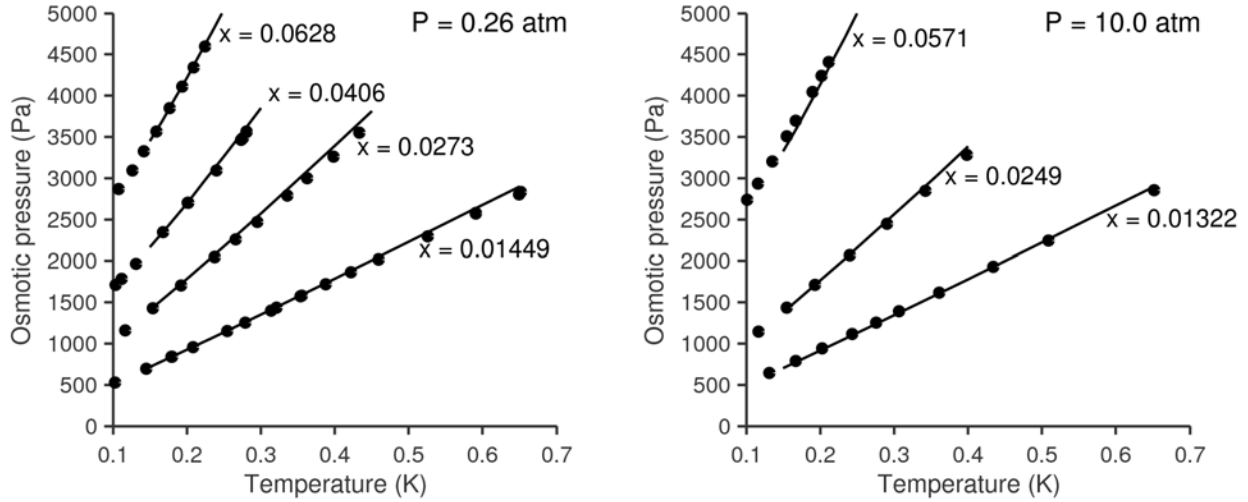 P = 0.26 atm
x = 0.0628
x = 0.0406
x = 0.0273
x = 0.01449
5000
4500
4000
3500
3000
2500
2000
1500
1000
500
0
Osmotic pressure (Pa)
0.1 0.2 0.3 0.4 0.5 0.6 0.7
Temperature (K)
P = 10.0 atm
x = 0.0571
x = 0.0249
x = 0.01322
5000
4500
4000
3500
3000
2500
2000
1500
1000
500
0
Osmotic pressure (Pa)
0.1 0.2 0.3 0.4 0.5 0.6 0.7
Temperature (K)